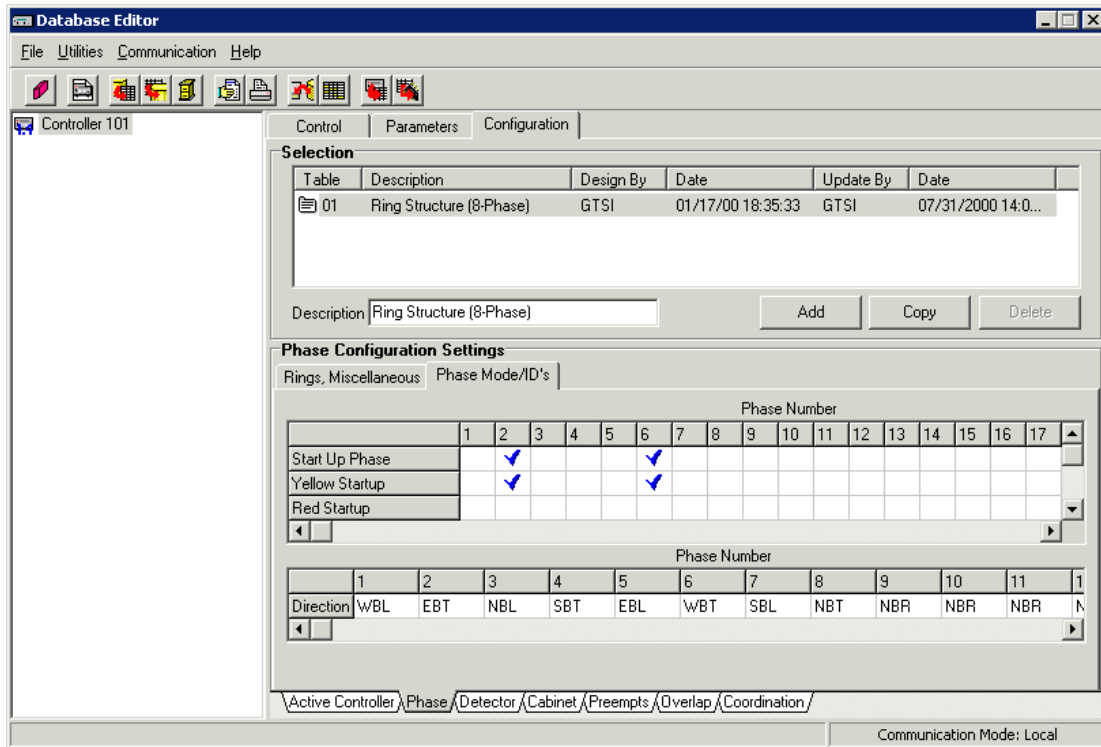 Database Editor
File Utilities Communication Help
Controller 101
Control Parameters Configuration
Selection
Table Description Design By Date Update By Date
01 Ring Structure (8-Phase) GTSI 01/17/00 18:35:33 GTSI 07/31/2000 14:0...
Description Ring Structure (8-Phase) Add Copy Delete
Phase Configuration Settings
Rings, Miscellaneous Phase Mode/ID's
Phase Number
1 2 3 4 5 6 7 8 9 10 11 12 13 14 15 16 17
Start Up Phase
Yellow Startup
Red Startup
Phase Number
1 2 3 4 5 6 7 8 9 10 11 1
Direction WBL EBT NBL SBT EBL WBT SBL NBT NBR NBR NBR N
Active Controller Phase Detector Cabinet Preempts Overlap Coordination
Communication Mode: Local